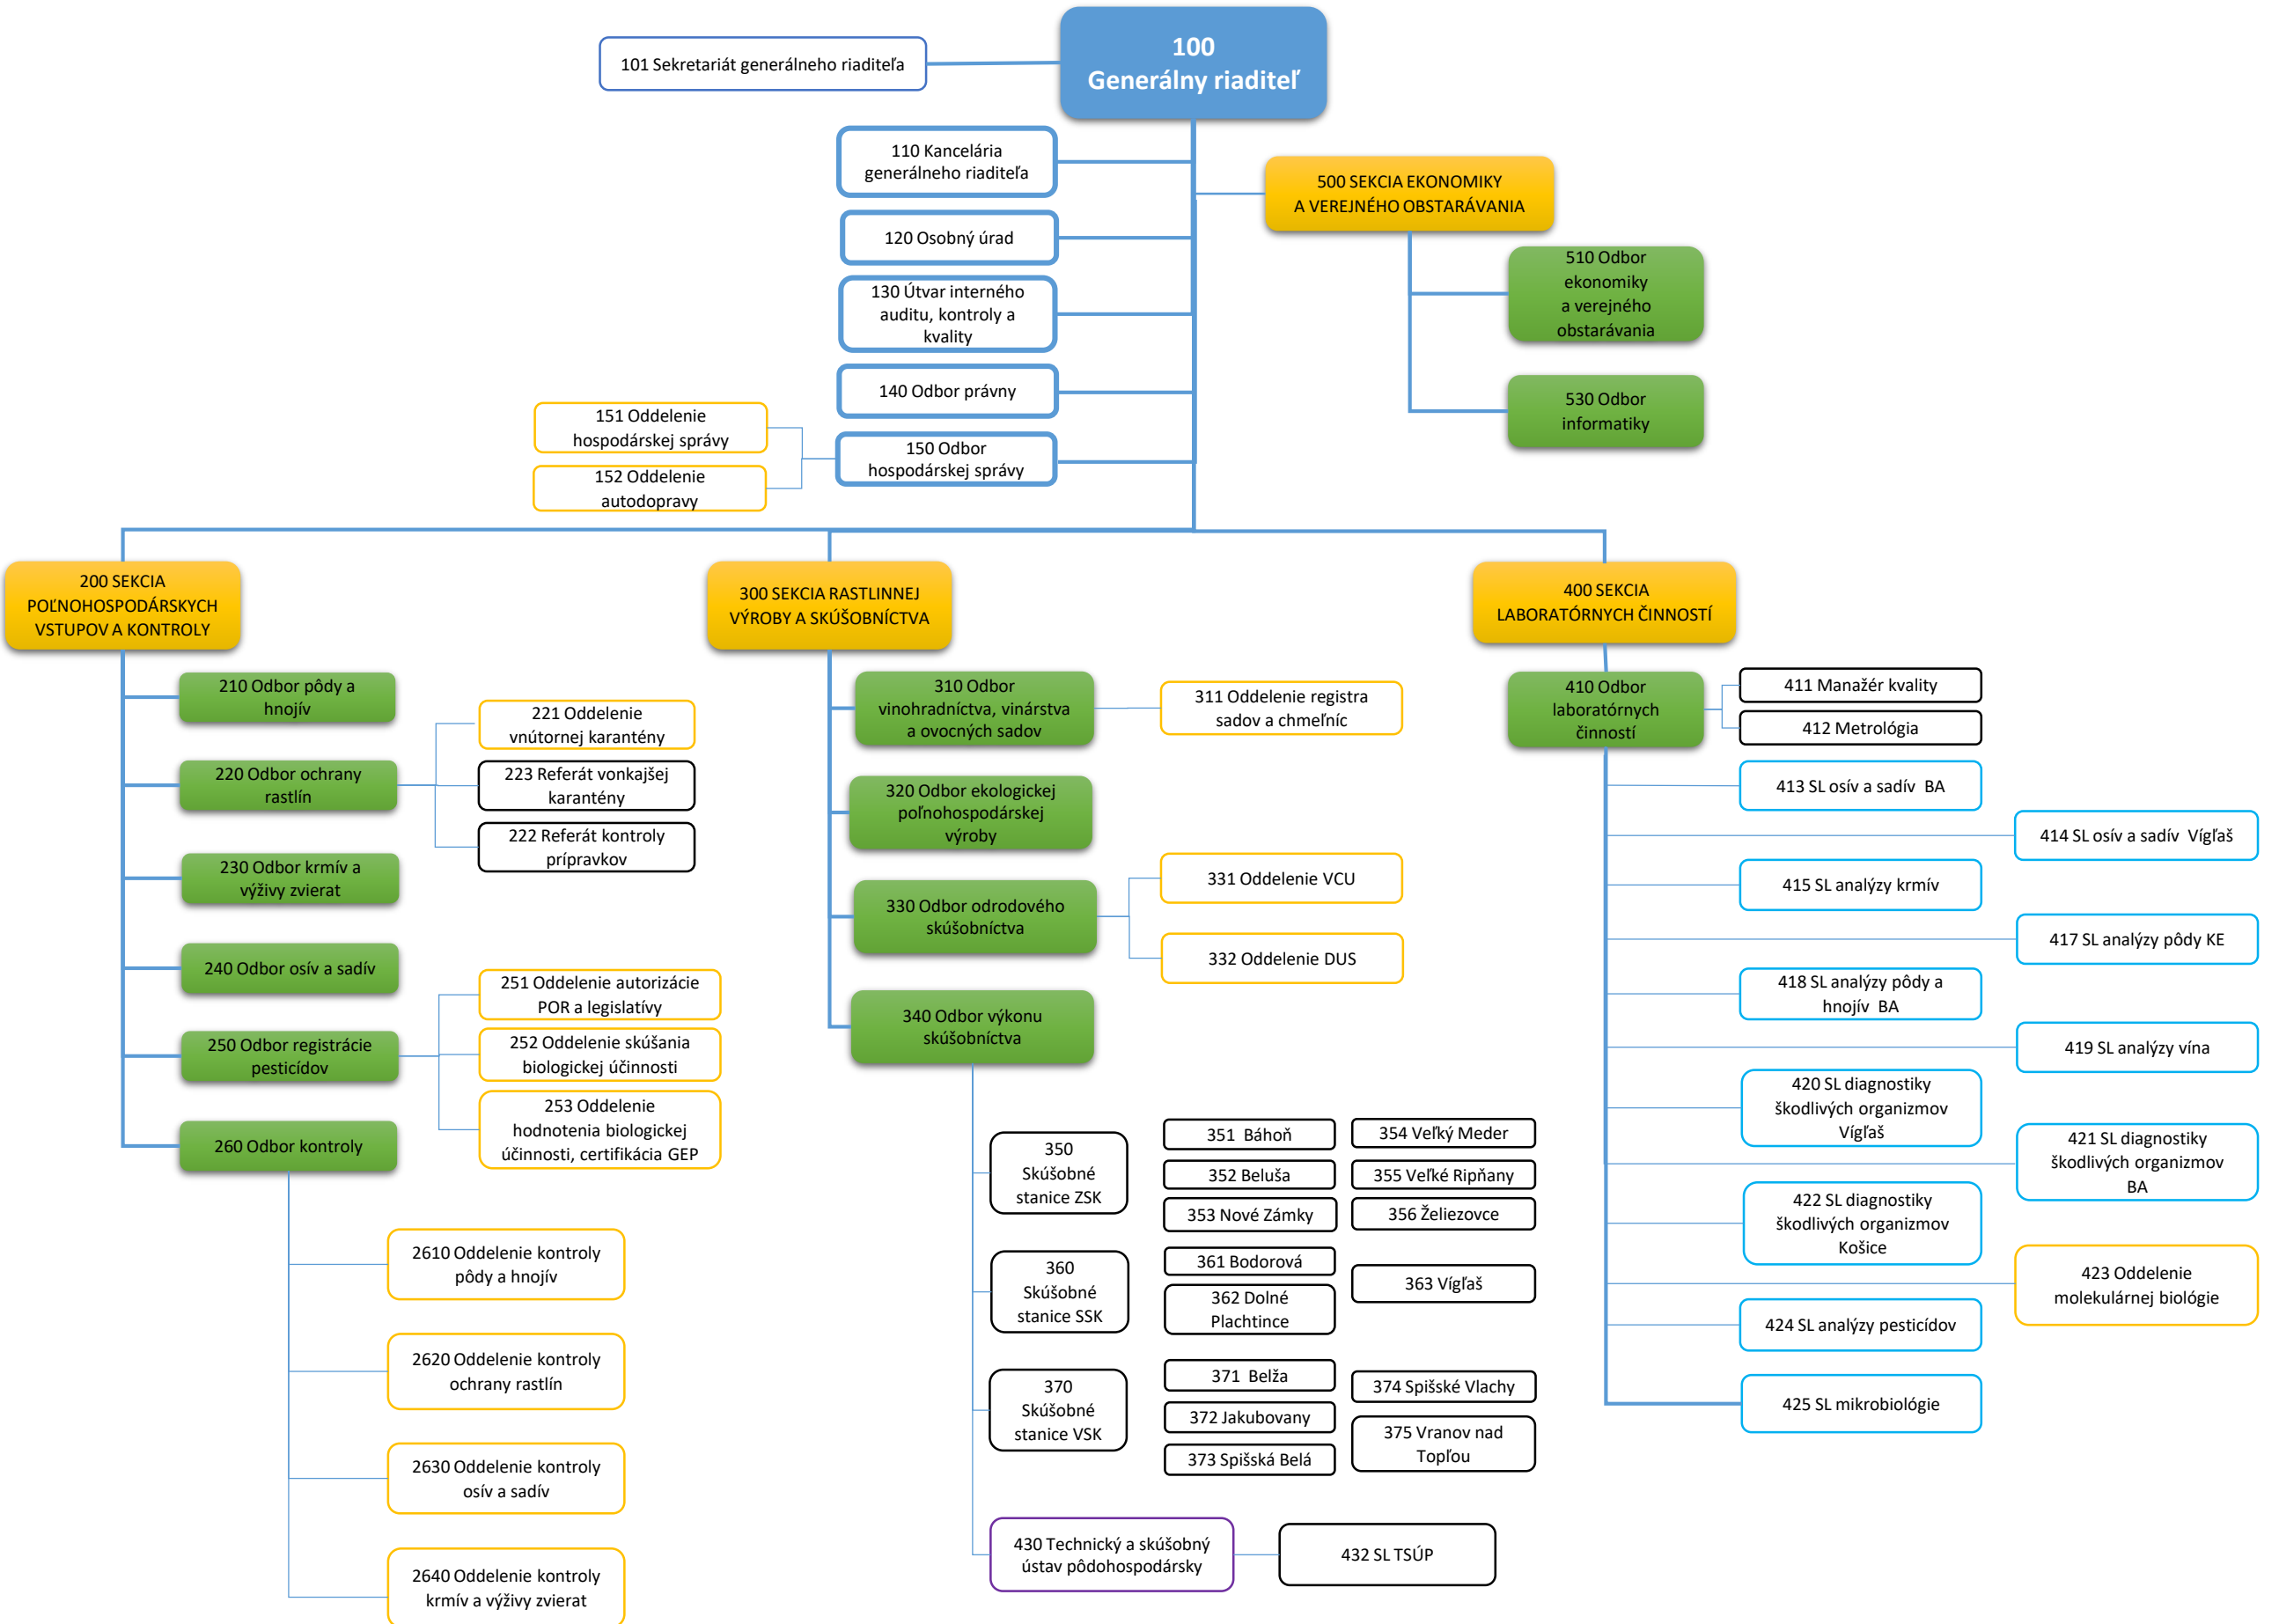 100
Generálny riaditeľ
101 Sekretariát generálneho riaditeľa
110 Kancelária
generálneho riaditeľa
120 Osobný úrad
130 Útvar interného
auditu, kontroly a
kvality
140 Odbor právny
150 Odbor
hospodárskej správy
151 Oddelenie
hospodárskej správy
152 Oddelenie
autodopravy
500 SEKCIA EKONOMIKY
A VEREJNÉHO OBSTARÁVANIA
510 Odbor
ekonomiky
a verejného
obstarávania
530 Odbor
informatiky
200 SEKCIA
POĽNOHOSPODÁRSKYCH
VSTUPOV A KONTROLY
210 Odbor pôdy a
hnojív
220 Odbor ochrany
rastlín
221 Oddelenie
vnútornej karantény
223 Referát vonkajšej
karantény
222 Referát kontroly
prípravkov
230 Odbor krmív a
výživy zvierat
240 Odbor osív a sadív
250 Odbor registrácie
pesticídov
251 Oddelenie autorizácie
POR a legislatívy
252 Oddelenie skúšania
biologickej účinnosti
253 Oddelenie
hodnotenia biologickej
účinnosti, certifikácia GEP
260 Odbor kontroly
2610 Oddelenie kontroly
pôdy a hnojív
2620 Oddelenie kontroly
ochrany rastlín
2630 Oddelenie kontroly
osív a sadív
2640 Oddelenie kontroly
krmív a výživy zvierat
300 SEKCIA RASTLINNEJ
VÝROBY A SKÚŠOBNÍCTVA
310 Odbor
vinohradníctva, vinárstva
a ovocných sadov
311 Oddelenie registra
sadov a chmeľníc
320 Odbor ekologickej
poľnohospodárskej
výroby
330 Odbor odrodového
skúšobníctva
331 Oddelenie VCU
332 Oddelenie DUS
340 Odbor výkonu
skúšobníctva
350
Skúšobné
stanice ZSK
351 Báhoň
352 Beluša
353 Nové Zámky
354 Veľký Meder
355 Veľké Ripňany
356 Želiezovce
360
Skúšobné
stanice SSK
361 Bodorová
362 Dolné
Plachtince
363 Vígľaš
370
Skúšobné
stanice VSK
371 Belža
372 Jakubovany
373 Spišská Belá
374 Spišské Vlachy
375 Vranov nad
Topľou
430 Technický a skúšobný
ústav pôdohospodársky
432 SL TSÚP
400 SEKCIA
LABORATÓRNYCH ČINNOSTÍ
410 Odbor
laboratórnych
činností
411 Manažér kvality
412 Metrológia
413 SL osív a sadív BA
414 SL osív a sadív Vígľaš
415 SL analýzy krmív
417 SL analýzy pôdy KE
418 SL analýzy pôdy a
hnojív BA
419 SL analýzy vína
420 SL diagnostiky
škodlivých organizmov
Vígľaš
421 SL diagnostiky
škodlivých organizmov
BA
422 SL diagnostiky
škodlivých organizmov
Košice
423 Oddelenie
molekulárnej biológie
424 SL analýzy pesticídov
425 SL mikrobiológie